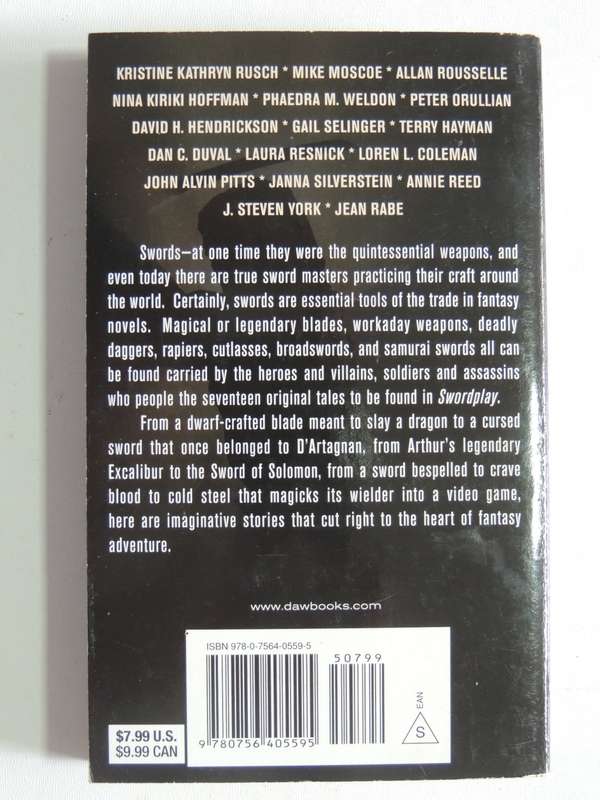 KRISTINE KATHRYN RUSCH * MIKE MOSCOE * ALLAN ROUSSELLE
NINA KIRIKI HOFFMAN * PHAEDRA M. WELDON * PETER ORULLIAN
DAVID H. HENDRICKSON * GAIL SELINGER * TERRY HAYMAN
DAN C. DUVAL * LAURA RESNICK * LOREN L. COLEMAN
JOHN ALVIN PITTS * JANNA SILVERSTEIN * ANNIE REED
J. STEVEN YORK * JEAN RABE
Swords—at one time they were the quintessential weapons, and
even today there are true sword masters practicing their craft around
the world. Certainly, swords are essential tools of the trade in fantasy
novels. Magical or legendary blades, workaday weapons, deadly
daggers, rapiers, cutlasses, broadswords, and samurai swords all can
be found carried by the heroes and villains, soldiers and assassins
who people the seventeen original tales to be found in Swordplay.
From a dwarf-crafted blade meant to slay a dragon to a cursed
sword that once belonged to D'Artagnan, from Arthur's legendary
Excalibur to the Sword of Solomon, from a sword bespelled to crave
blood to cold steel that magicks its wielder into a video game,
here are imaginative stories that cut right to the heart of fantasy
adventure.
www.dawbooks.com
ISBN 978-0-7564-0559-5
50799
EAN
S
9 780756 405595
$7.99 U.S.
$9.99 CAN